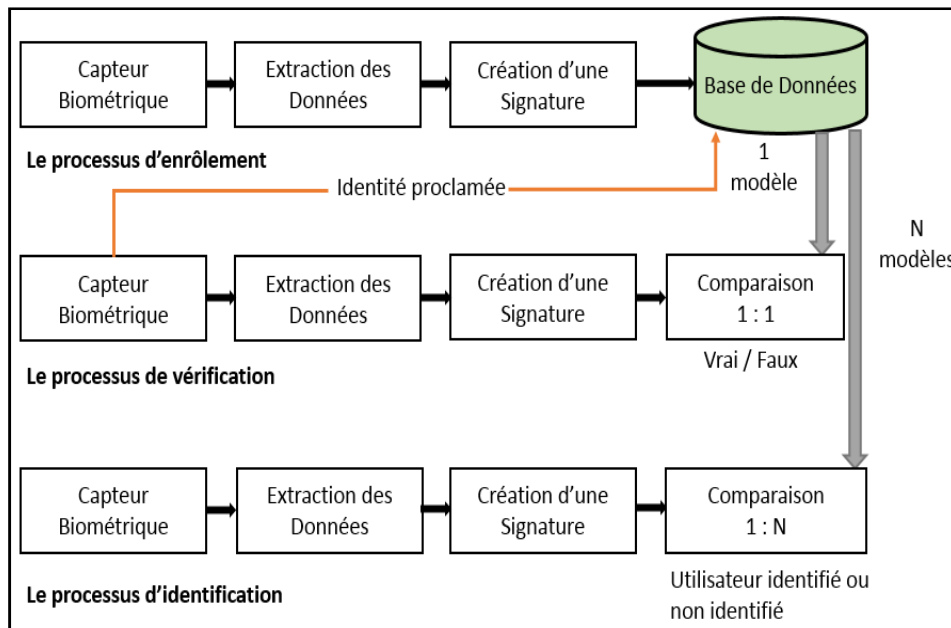 Capteur
Biométrique
Extraction des
Données
Création d'une
Signature
Base de Données
Le processus d'enrôlement
1
modèle
Identité proclamée
N
modèles
Capteur
Biométrique
Extraction des
Données
Création d'une
Signature
Comparaison
1 : 1
Vrai / Faux
Le processus de vérification
Capteur
Biométrique
Extraction des
Données
Création d'une
Signature
Comparaison
1 : N
Le processus d'identification
Utilisateur identifié ou
non identifié